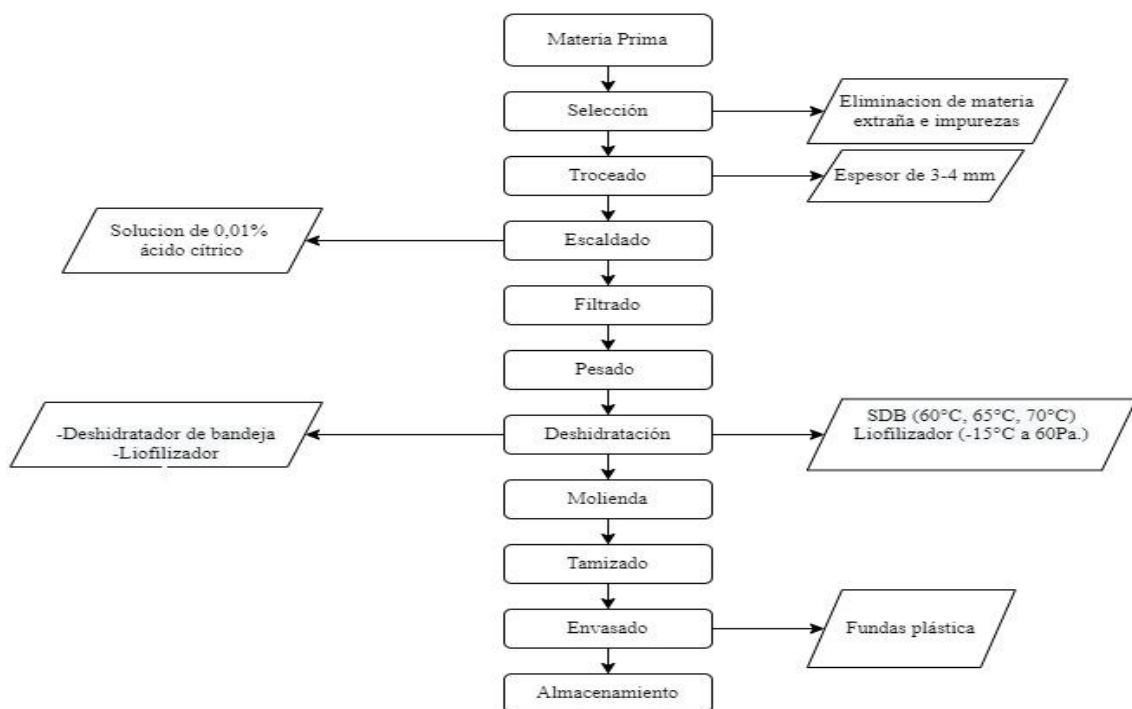 Materia Prima
Selección
Eliminacion de materia
extraña e impurezas
Troceado
Espesor de 3-4 mm
Solucion de 0,01%
ácido cítrico
Escaldado
Filtrado
Pesado
-Deshidratador de bandeja
-Liofilizador
Deshidratación
SDB (60°C, 65°C, 70°C)
Liofilizador (-15°C a 60Pa.)
Molienda
Tamizado
Envasado
Fundas plástica
Almacenamiento